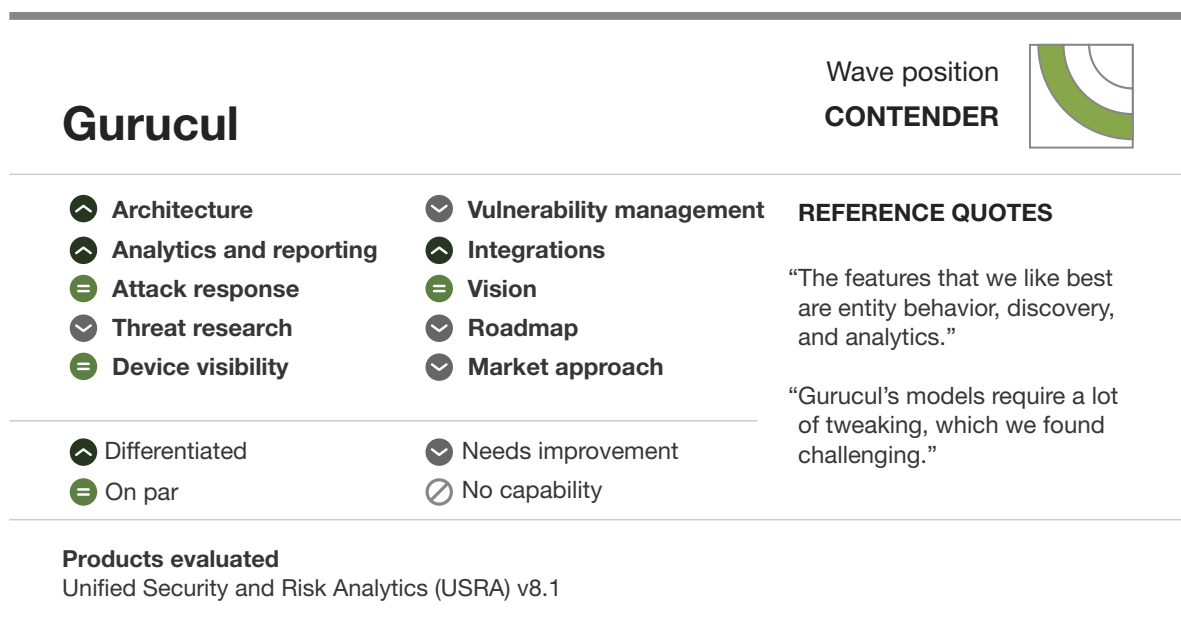 Wave position
CONTENDER
Gurucul
Architecture
Analytics and reporting
Attack response
Threat research
Device visibility
Vulnerability management
Integrations
Vision
Roadmap
Market approach
Differentiated
On par
Needs improvement
No capability
REFERENCE QUOTES
“The features that we like best
are entity behavior, discovery,
and analytics.”
“Gurucul’s models require a lot
of tweaking, which we found
challenging.”
Products evaluated
Unified Security and Risk Analytics (USRA) v8.1